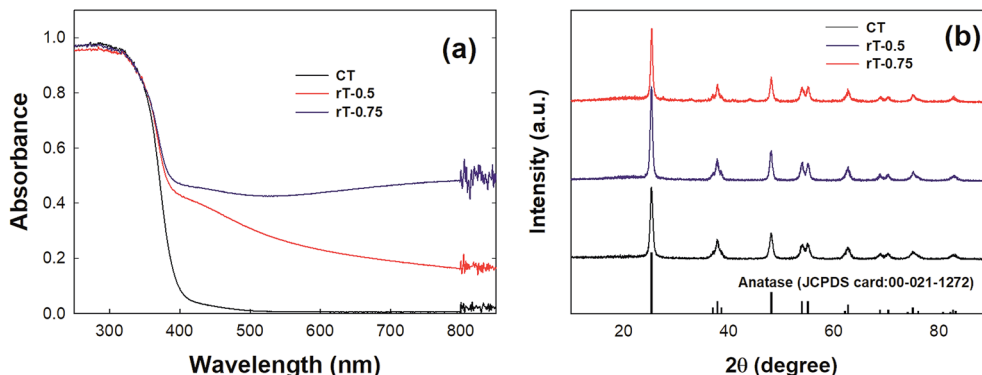 1.0
0.8
0.6
0.4
0.2
0.0
300 400 500 600 700 800
Absorbance
Wavelength (nm)
(a)
CT
rT-0.5
rT-0.75
(b)
CT
rT-0.5
rT-0.75
Intensity (a.u.)
Anatase (JCPDS card:00-021-1272)
20 40 60 80
2θ (degree)